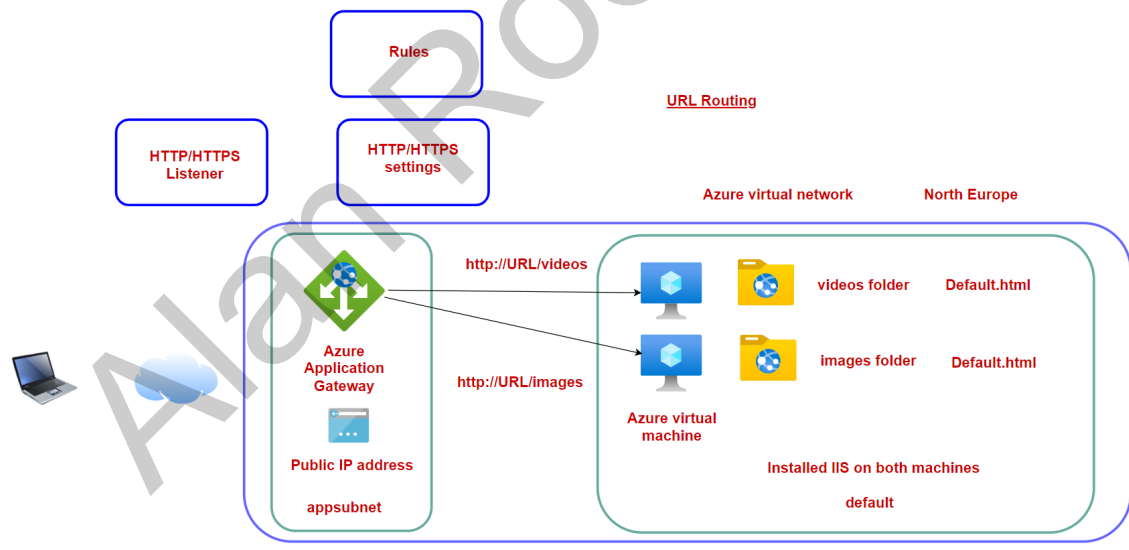 Rules
URL Routing
HTTP/HTTPS
Listener
HTTP/HTTPS
settings
Azure virtual network
North Europe
http://URL/videos
videos folder
Default.html
Azure
Application
Gateway
http://URL/images
images folder
Default.html
Azure virtual
machine
Public IP address
Installed IIS on both machines
appsubnet
default
Alan Ro